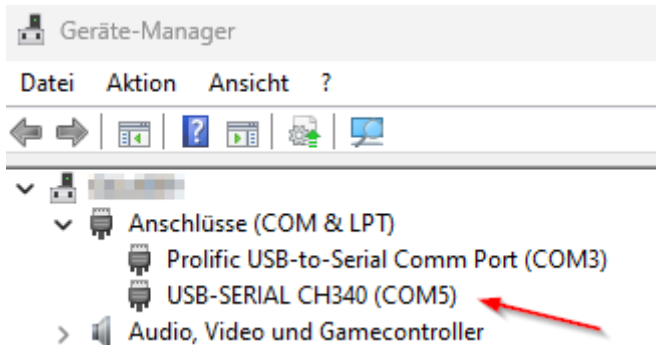 Geräte-Manager
Datei Aktion Ansicht ?
Anschlüsse (COM & LPT)
Prolific USB-to-Serial Comm Port (COM3)
USB-SERIAL CH340 (COM5)
Audio, Video und Gamecontroller